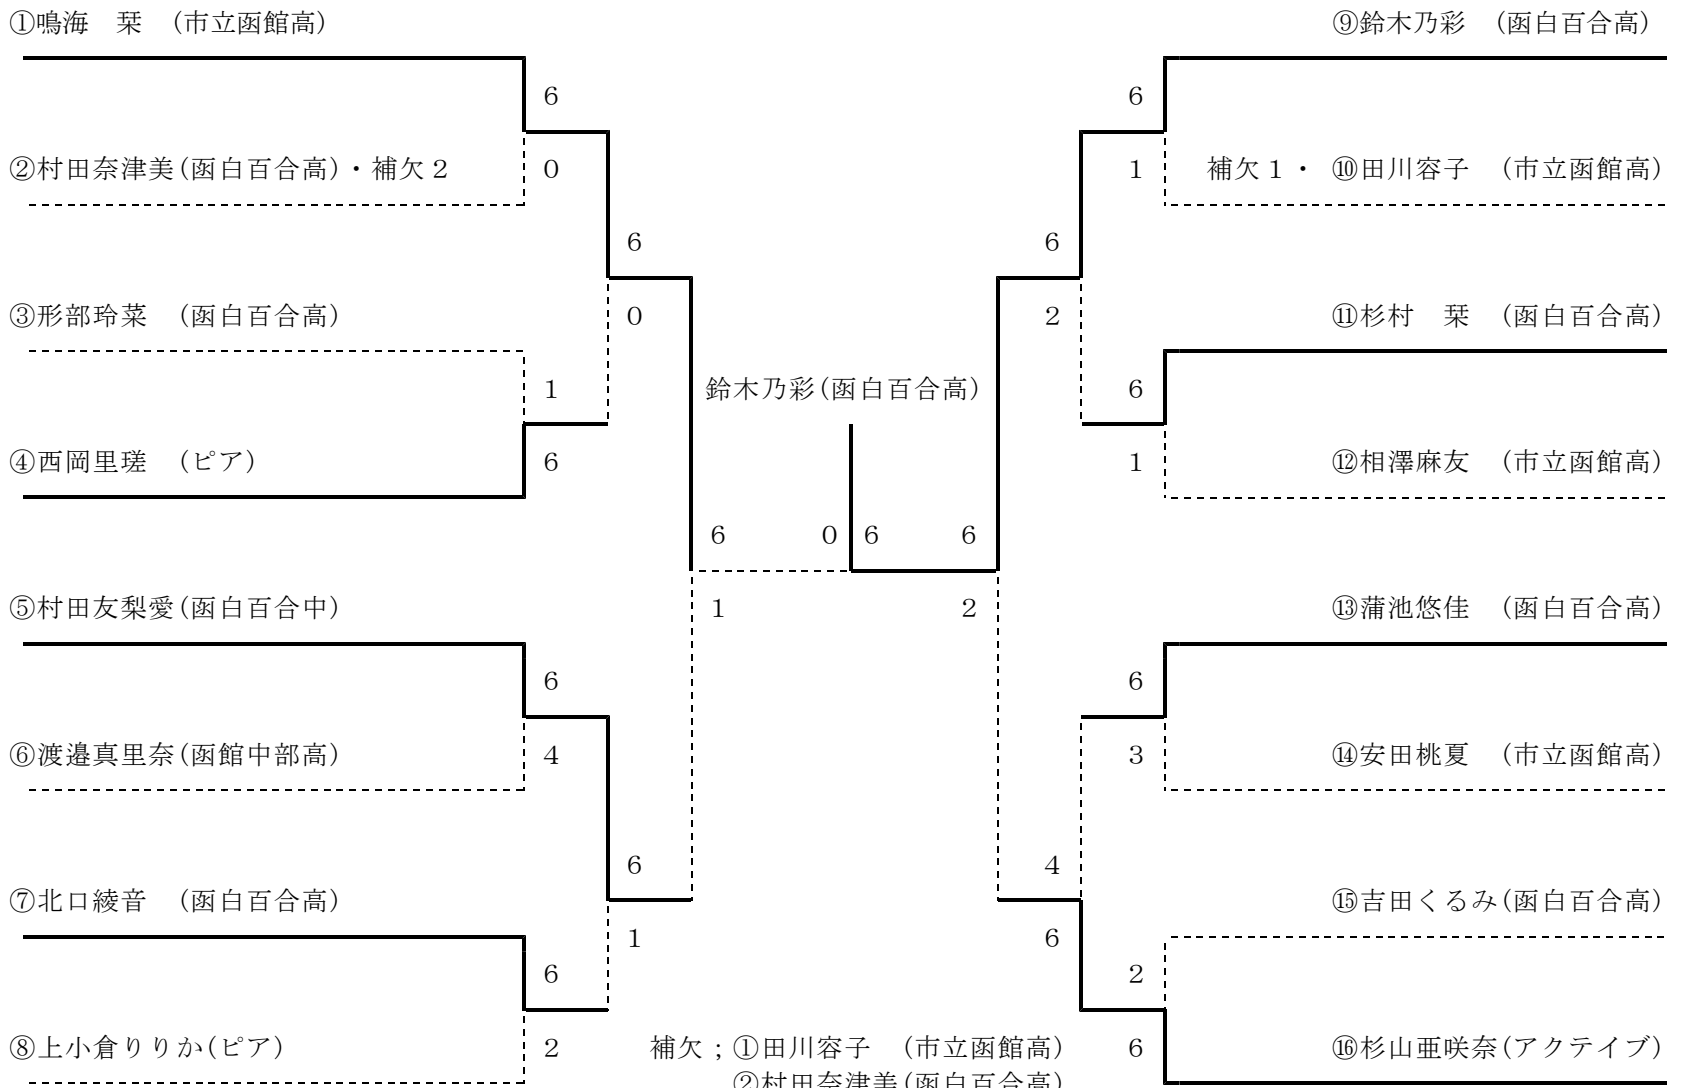 ①鳴海　栞　(市立函館高)
6
②村田奈津美(函白百合高)・補欠２
0
6
③形部玲菜　(函白百合高)
0
1
④西岡里瑳　(ピア)
6
6
⑤村田友梨愛(函白百合中)
1
6
⑥渡邉真里奈(函館中部高)
4
6
⑦北口綾音　(函白百合高)
1
6
⑧上小倉りりか(ピア)
2
鈴木乃彩(函白百合高)
0 6
⑨鈴木乃彩　(函白百合高)
6
補欠１・ ⑩田川容子　(市立函館高)
1
6
⑪杉村　栞　(函白百合高)
2
6
⑫相澤麻友　(市立函館高)
1
6
⑬蒲池悠佳　(函白百合高)
2
6
⑭安田桃夏　(市立函館高)
3
4
⑮吉田くるみ(函白百合高)
6
2
⑯杉山亜咲奈(アクテイブ)
6
補欠；①田川容子　(市立函館高)
②村田奈津美(函白百合高)